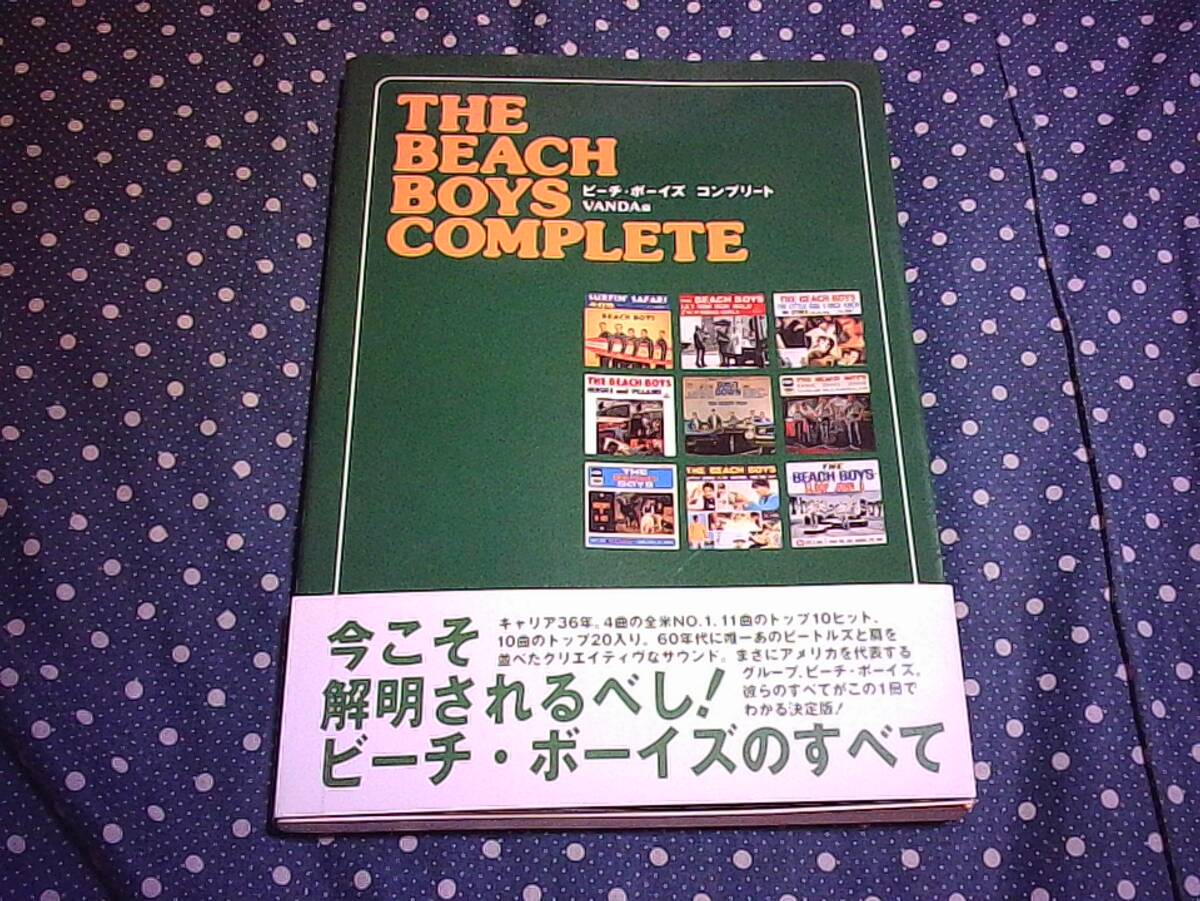 THE
BEACH
BOYS
ビーチ・ボーイズ コンプリート
VANDA編
COMPLETE
SURFIN' SAFARI
BEACH BOYS
THE BEACH BOYS
THE BEACH BOYS
THE BEACH BOYS
THE BEACH BOYS
THE
BOYS
THE BEACH BOYS
THE
BEACH BOYS
今こそ
解明されるべし!
ビーチ・ボーイズのすべて
キャリア36年。4曲の全米NO.1、11曲のトップ10ヒット、
10曲のトップ20入り。60年代に唯一あのビートルズと肩を
並べたクリエイティヴなサウンド。まさにアメリカを代表する
グループ、ビーチ・ボーイズ。
彼らのすべてがこの1冊で
わかる決定版!